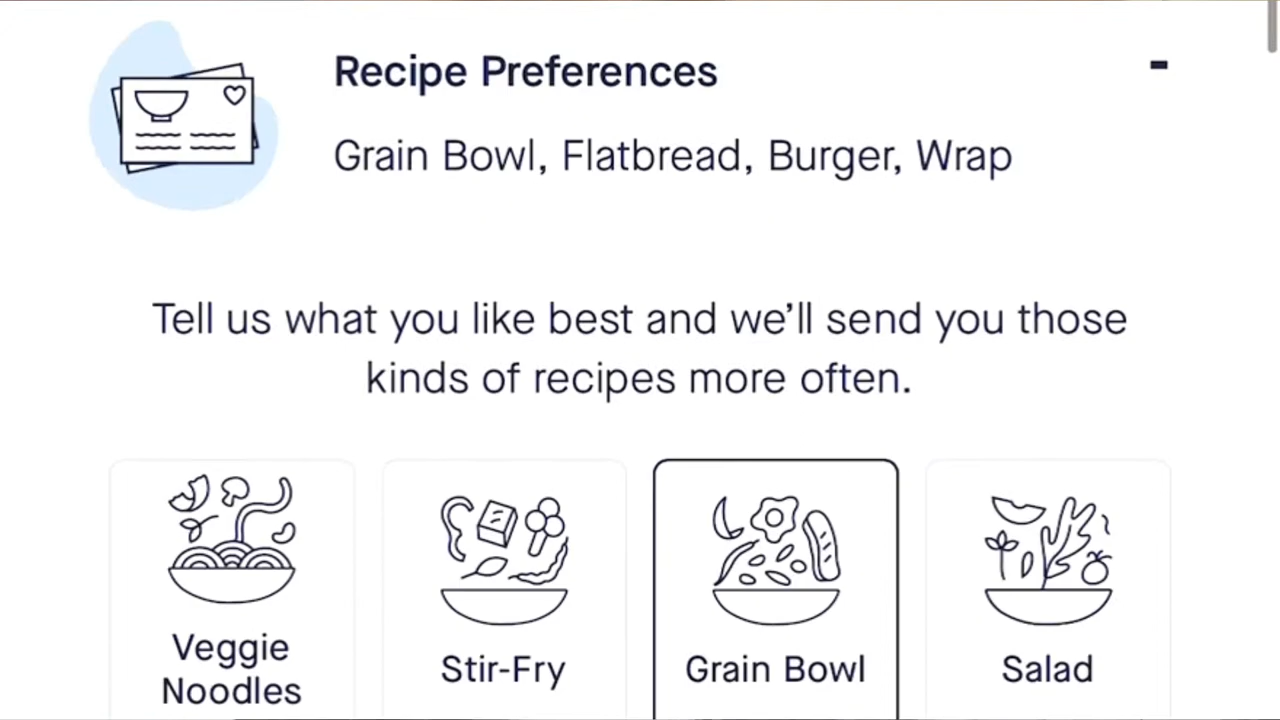 Recipe Preferences
Grain Bowl, Flatbread, Burger, Wrap
Tell us what you like best and we’ll send you those
kinds of recipes more often.
Veggie
Noodles
Stir-Fry
Grain Bowl
Salad